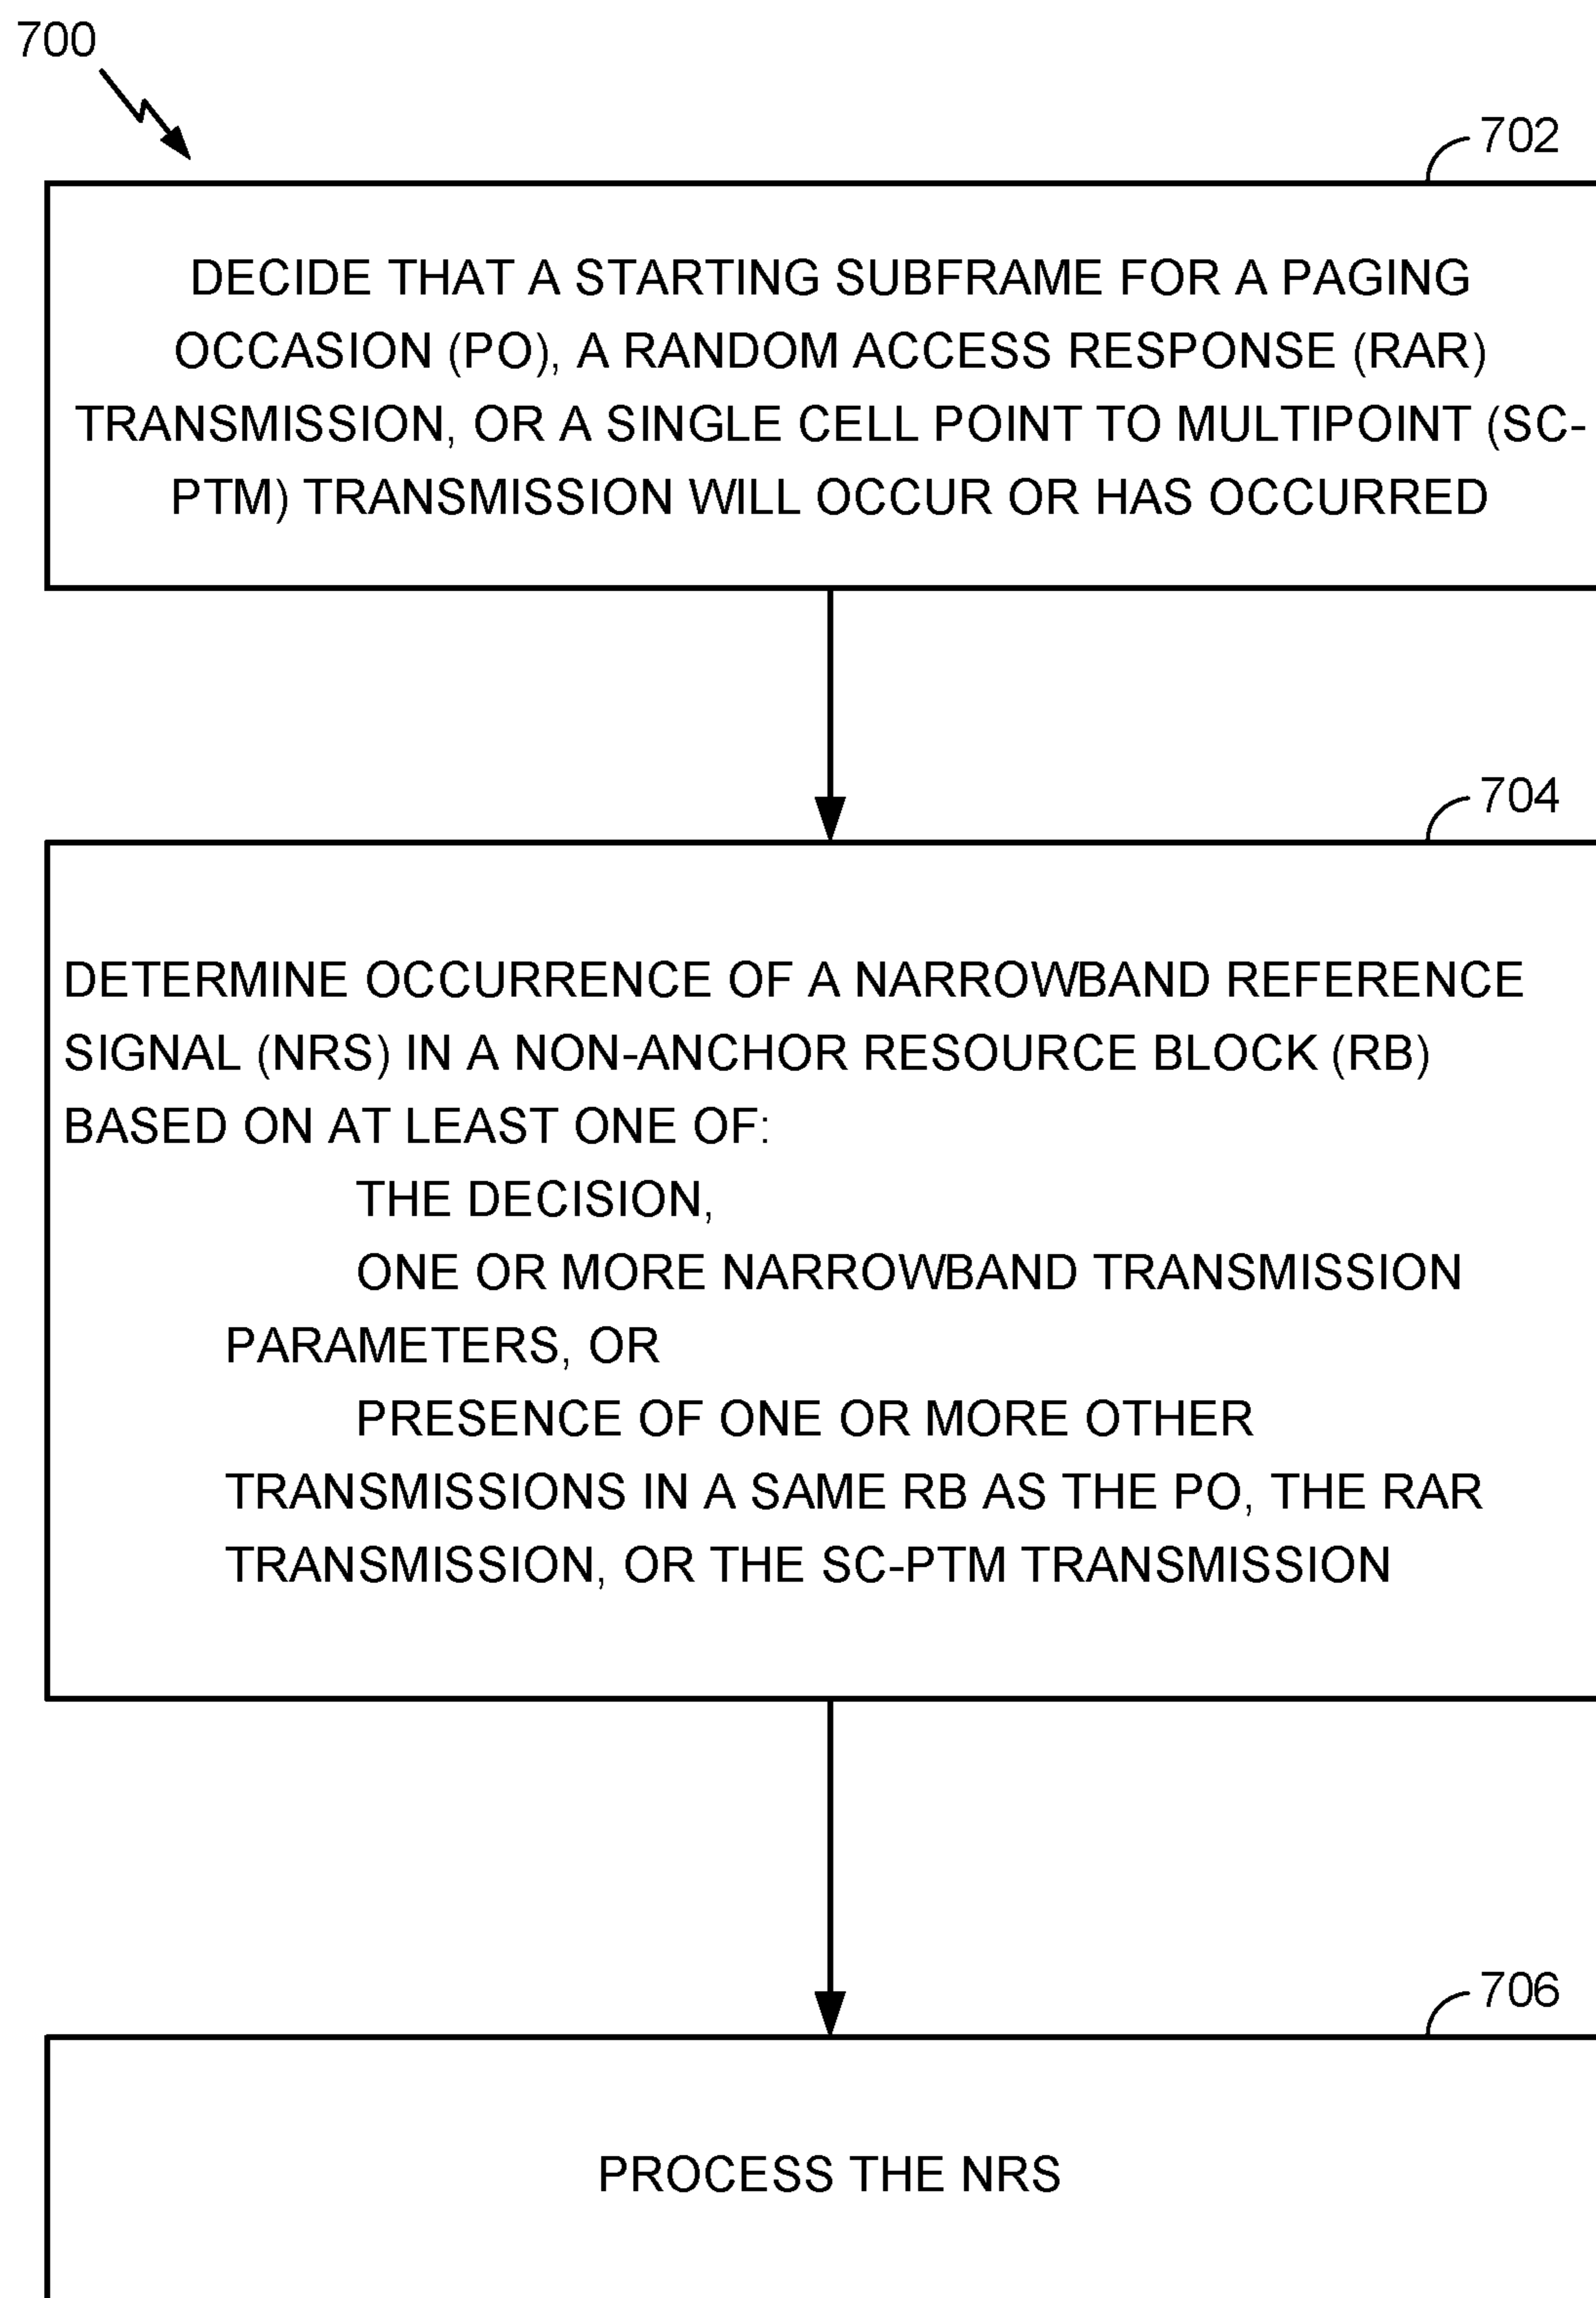 700
702
DECIDE THAT A STARTING SUBFRAME FOR A PAGING
OCCASION (PO), A RANDOM ACCESS RESPONSE (RAR)
TRANSMISSION, OR A SINGLE CELL POINT TO MULTIPOINT (SC-
PTM) TRANSMISSION WILL OCCUR OR HAS OCCURRED
704
DETERMINE OCCURRENCE OF A NARROWBAND REFERENCE
SIGNAL (NRS) IN A NON-ANCHOR RESOURCE BLOCK (RB)
BASED ON AT LEAST ONE OF:
THE DECISION,
ONE OR MORE NARROWBAND TRANSMISSION
PARAMETERS, OR
PRESENCE OF ONE OR MORE OTHER
TRANSMISSIONS IN A SAME RB AS THE PO, THE RAR
TRANSMISSION, OR THE SC-PTM TRANSMISSION
706
PROCESS THE NRS